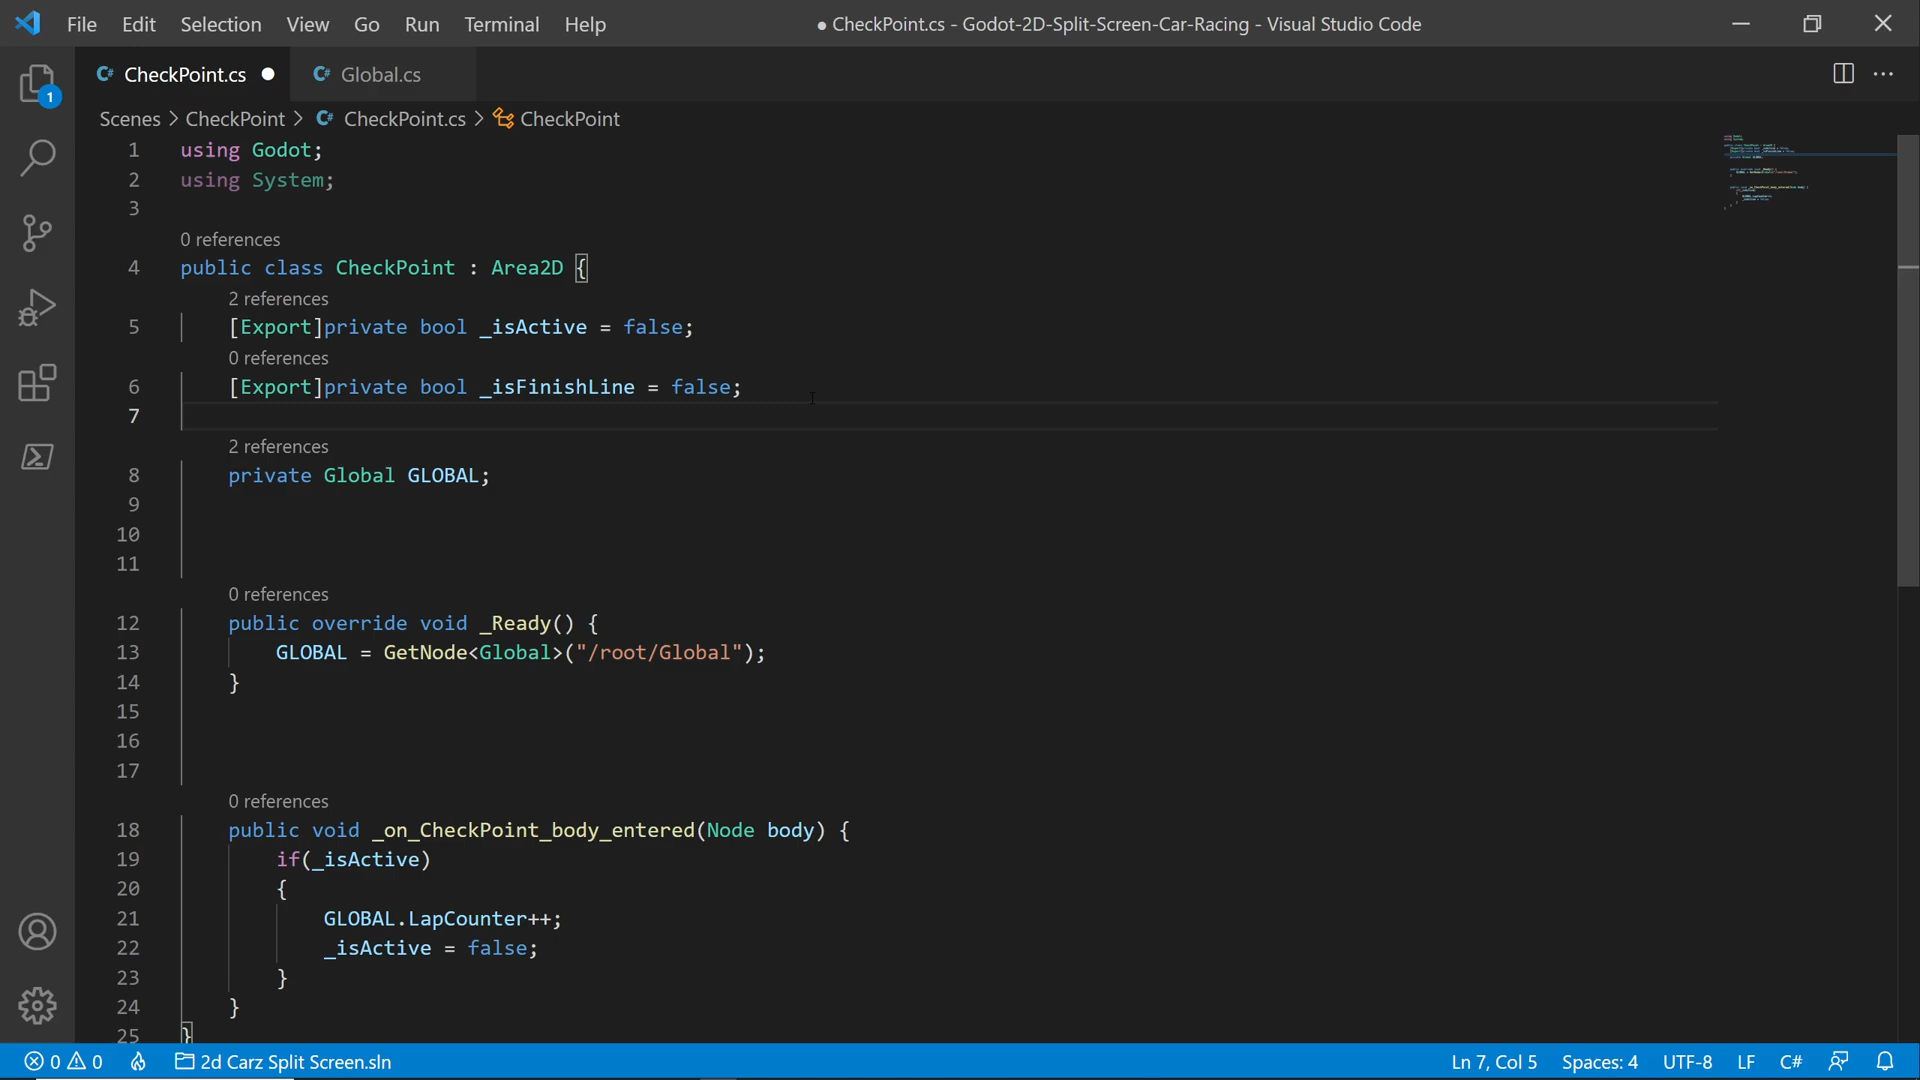 File Edit Selection View Go Run Terminal Help
● CheckPoint.cs - Godot-2D-Split-Screen-Car-Racing - Visual Studio Code
C# CheckPoint.cs ●
C# Global.cs
1
Scenes > CheckPoint > C# CheckPoint.cs > CheckPoint
1 using Godot;
2 using System;
3
0 references
4 public class CheckPoint : Area2D {
2 references
5 [Export]private bool _isActive = false;
0 references
6 [Export]private bool _isFinishLine = false;
7
2 references
8 private Global GLOBAL;
9
10
11
0 references
12 public override void _Ready() {
13 GLOBAL = GetNode<Global>("/root/Global");
14 }
15
16
17
0 references
18 public void _on_CheckPoint_body_entered(Node body) {
19 if(_isActive)
20 {
21 GLOBAL.LapCounter++;
22 _isActive = false;
23 }
24 }
25 }
0 0 2d Carz Split Screen.sln
Ln 7, Col 5 Spaces: 4 UTF-8 LF C#